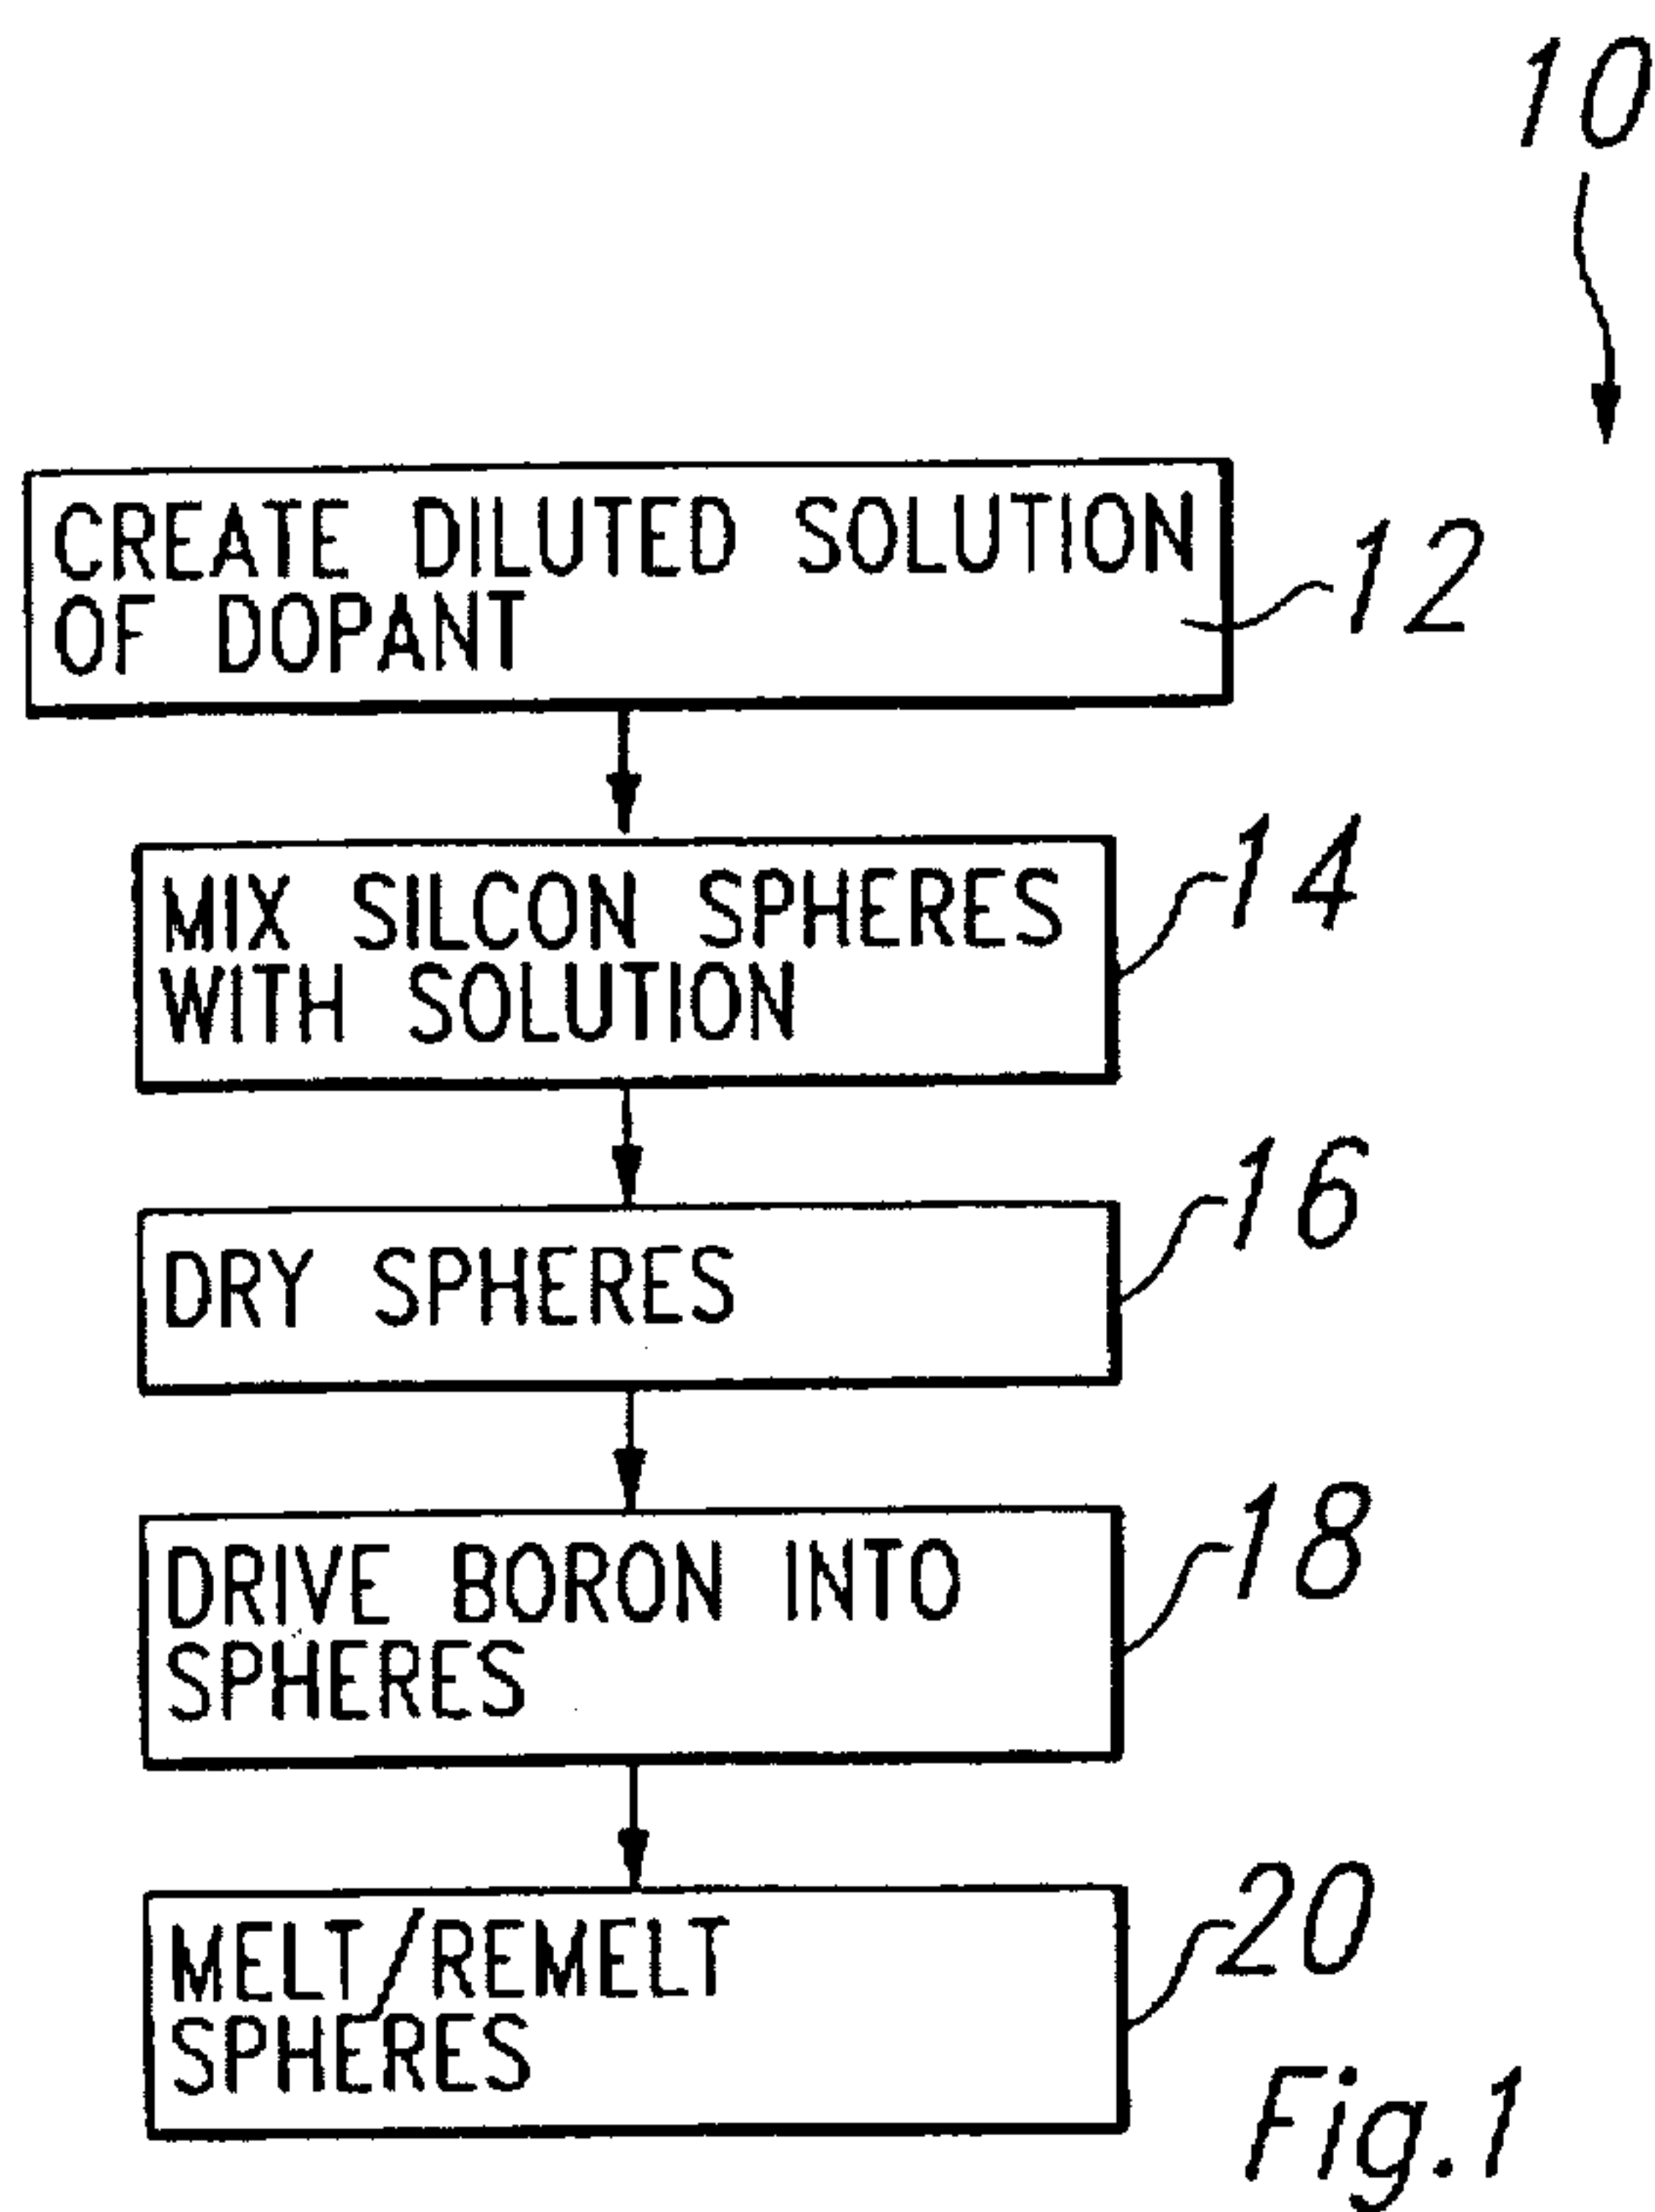 10
CREATE DILUTED SOLUTION
OF DOPANT
12
MIX SILCON SPHERES
WITH SOLUTION
14
DRY SPHERES
16
DRIVE BORON INTO
SPHERES
18
MELT/REMELT
SPHERES
20
Fig.1